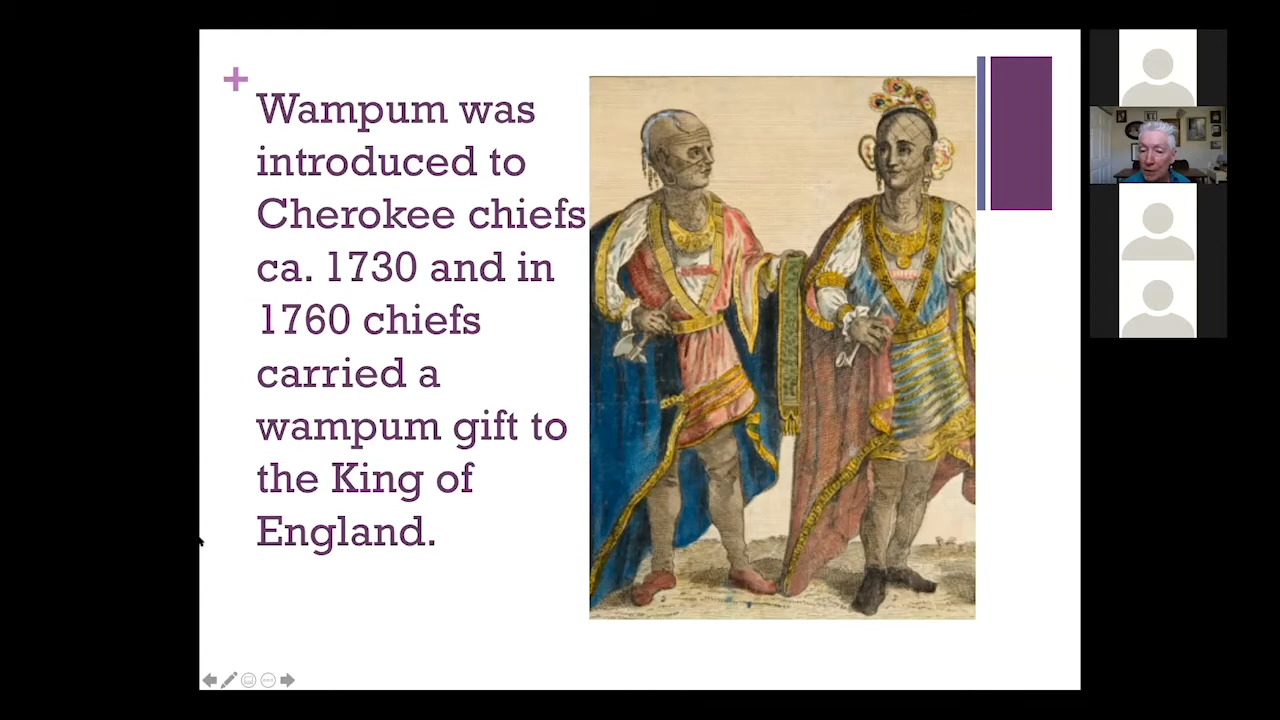 +
Wampum was
introduced to
Cherokee chiefs
ca. 1730 and in
1760 chiefs
carried a
wampum gift to
the King of
England.